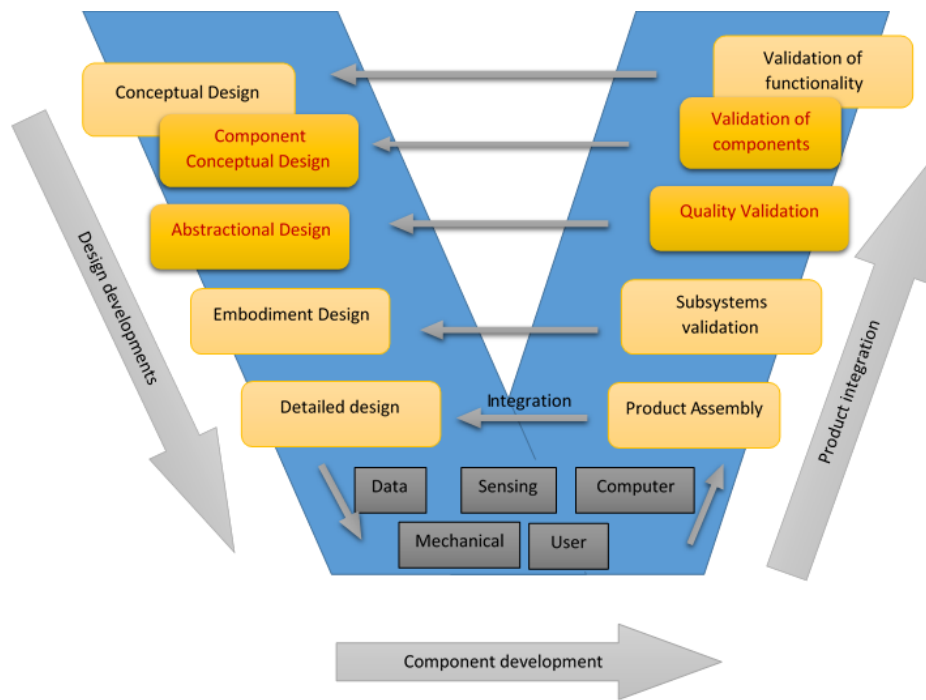 Conceptual Design
Validation of
functionality
Component
Conceptual Design
Validation of
components
Abstractional Design
Quality Validation
Design developments
Embodiment Design
Subsystems
validation
Product integration
Detailed design
Integration
Product Assembly
Data
Sensing
Computer
Mechanical
User
Component development